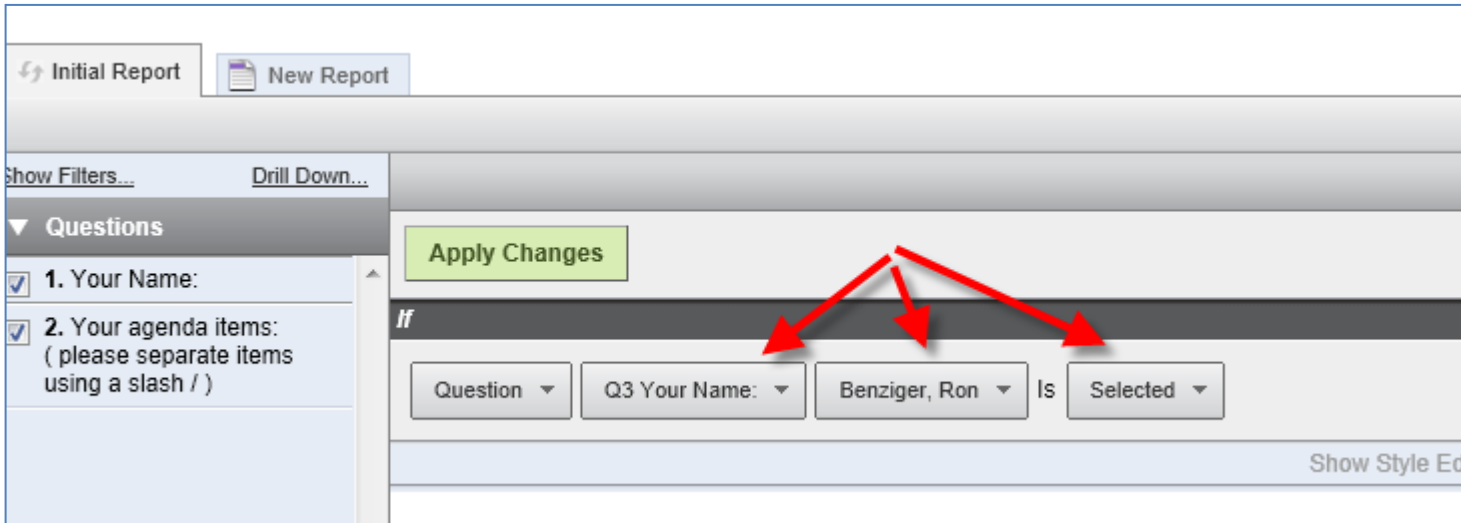 Initial Report
New Report
Show Filters...
Drill Down...
Questions
Apply Changes
1. Your Name:
2. Your agenda items:
( please separate items
using a slash / )
If
Question
Q3 Your Name:
Benziger, Ron
Is
Selected
Show Style Ed